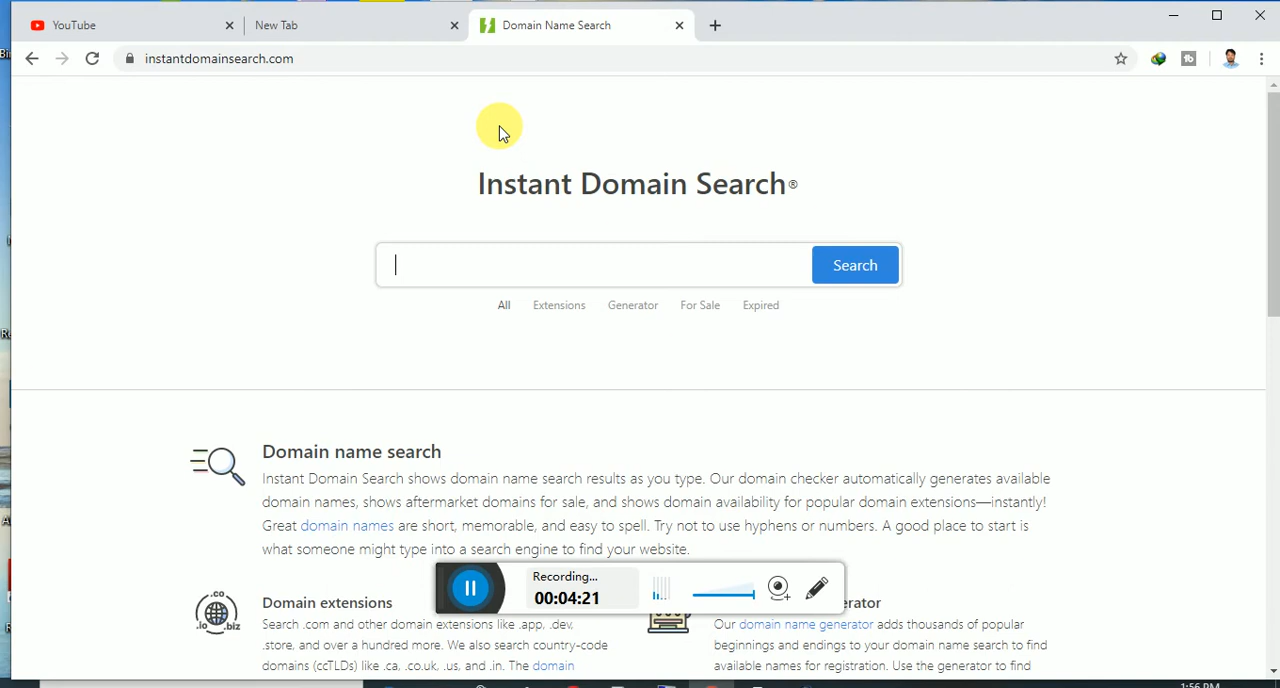 YouTube
New Tab
Domain Name Search
instantdomainsearch.com
Instant Domain Search®
Search
All Extensions Generator For Sale Expired
Domain name search
Instant Domain Search shows domain name search results as you type. Our domain checker automatically generates available
domain names, shows aftermarket domains for sale, and shows domain availability for popular domain extensions—instantly!
Great domain names are short, memorable, and easy to spell. Try not to use hyphens or numbers. A good place to start is
what someone might type into a search engine to find your website.
Recording...
00:04:21
.co
.io .biz
Domain extensions
Search .com and other domain extensions like .app, .dev,
.store, and over a hundred more. We also search country-code
domains (ccTLDs) like .ca, .co.uk, .us, and .in. The domain
erator
Our domain name generator adds thousands of popular
beginnings and endings to your domain name search to find
available names for registration. Use the generator to find
1:56 PM